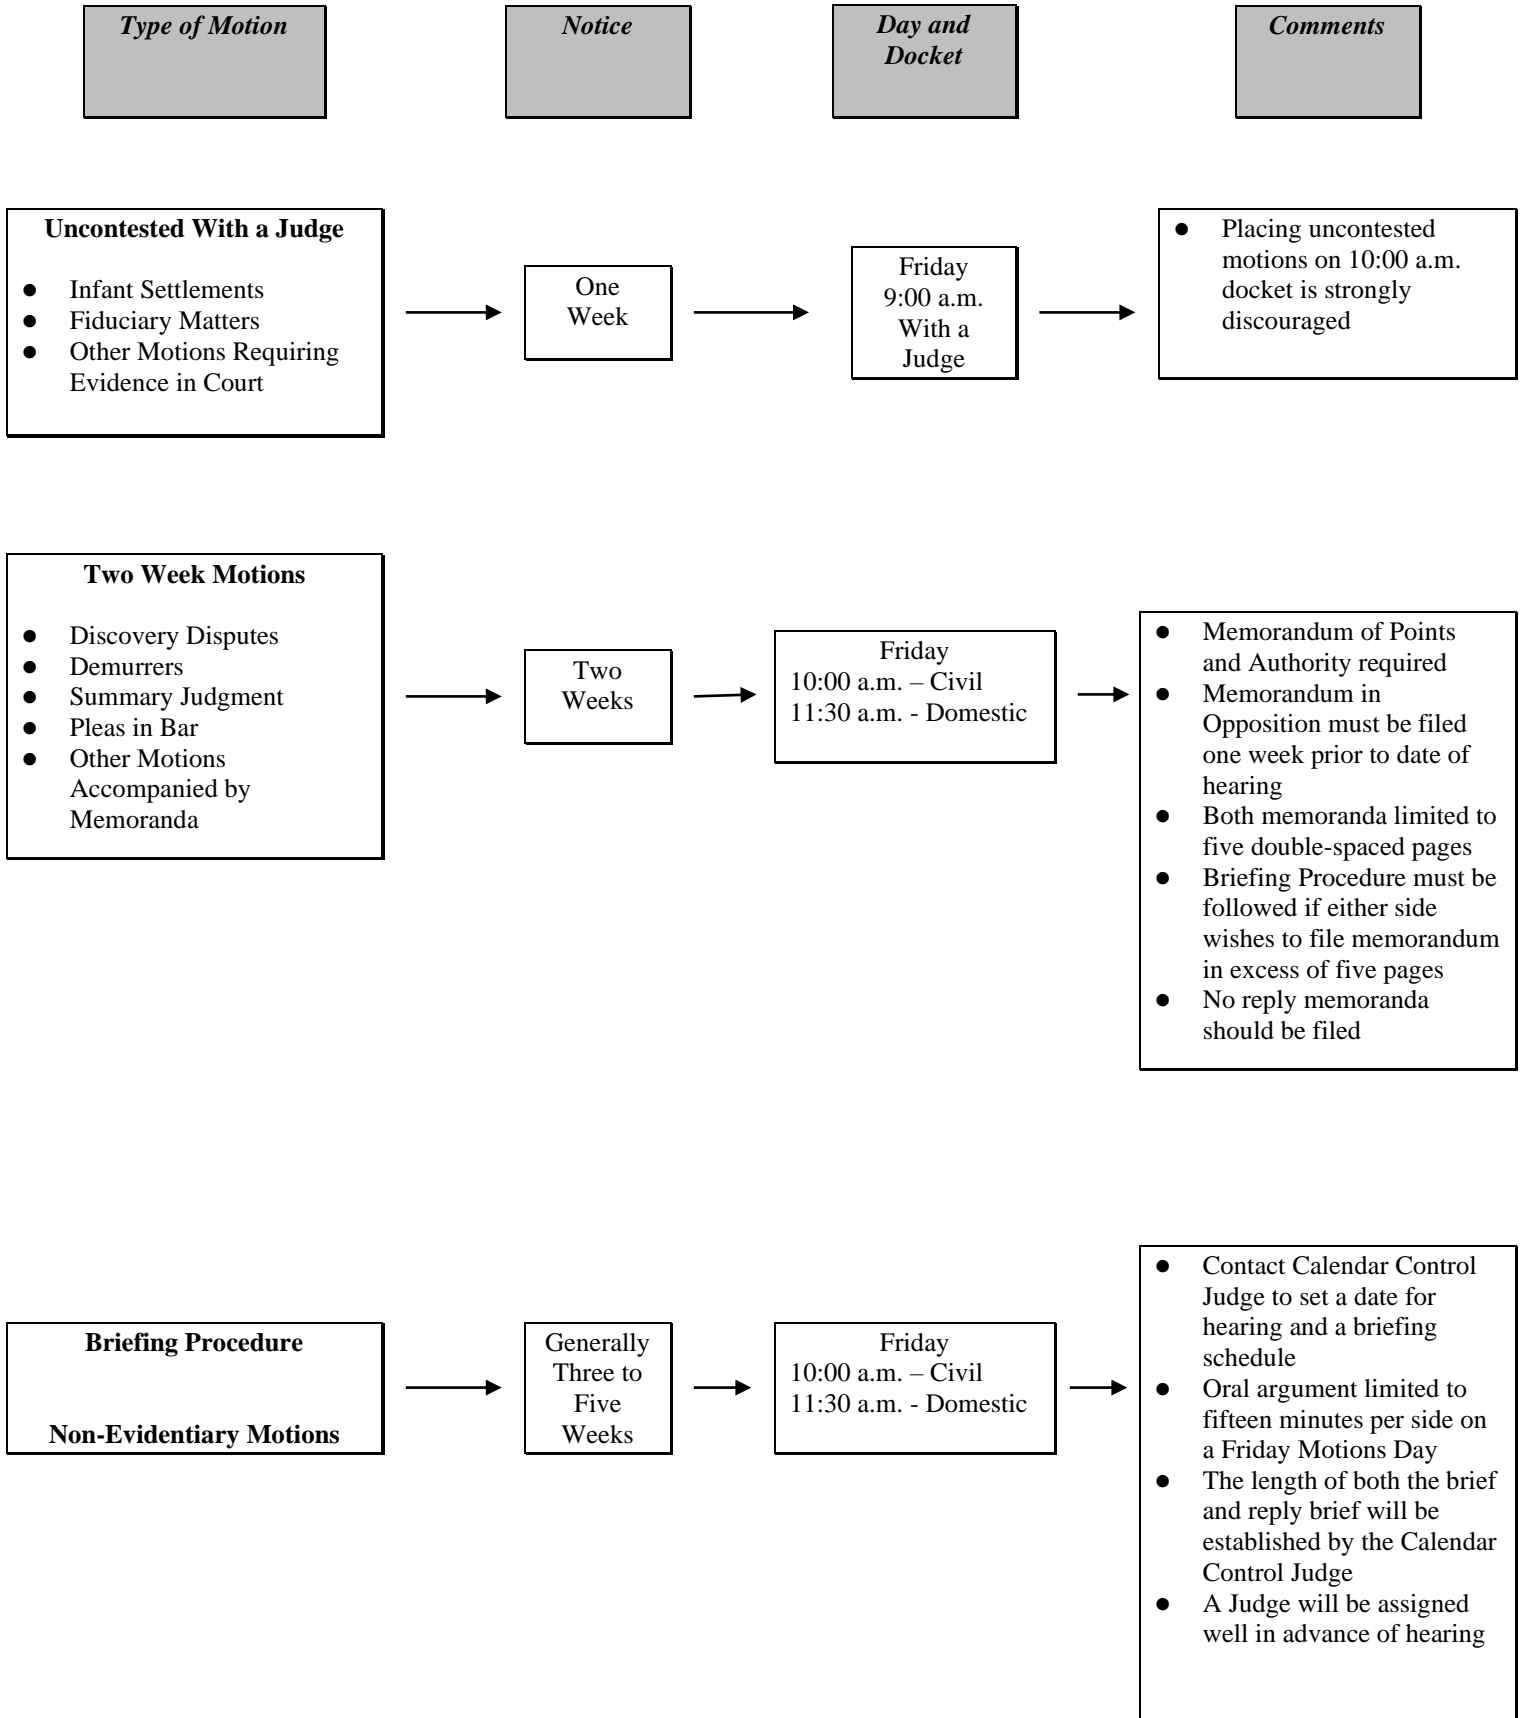 Type of Motion
Notice
Day and
Docket
Comments
Uncontested With a Judge
● Infant Settlements
● Fiduciary Matters
● Other Motions Requiring
Evidence in Court
One
Week
Friday
9:00 a.m.
With a
Judge
● Placing uncontested
motions on 10:00 a.m.
docket is strongly
discouraged
Two Week Motions
● Discovery Disputes
● Demurrers
● Summary Judgment
● Pleas in Bar
● Other Motions
Accompanied by
Memoranda
Two
Weeks
Friday
10:00 a.m. – Civil
11:30 a.m. - Domestic
● Memorandum of Points
and Authority required
● Memorandum in
Opposition must be filed
one week prior to date of
hearing
● Both memoranda limited to
five double-spaced pages
● Briefing Procedure must be
followed if either side
wishes to file memorandum
in excess of five pages
● No reply memoranda
should be filed
Briefing Procedure
Non-Evidentiary Motions
Generally
Three to
Five
Weeks
Friday
10:00 a.m. – Civil
11:30 a.m. - Domestic
● Contact Calendar Control
Judge to set a date for
hearing and a briefing
schedule
● Oral argument limited to
fifteen minutes per side on
a Friday Motions Day
● The length of both the brief
and reply brief will be
established by the Calendar
Control Judge
● A Judge will be assigned
well in advance of hearing